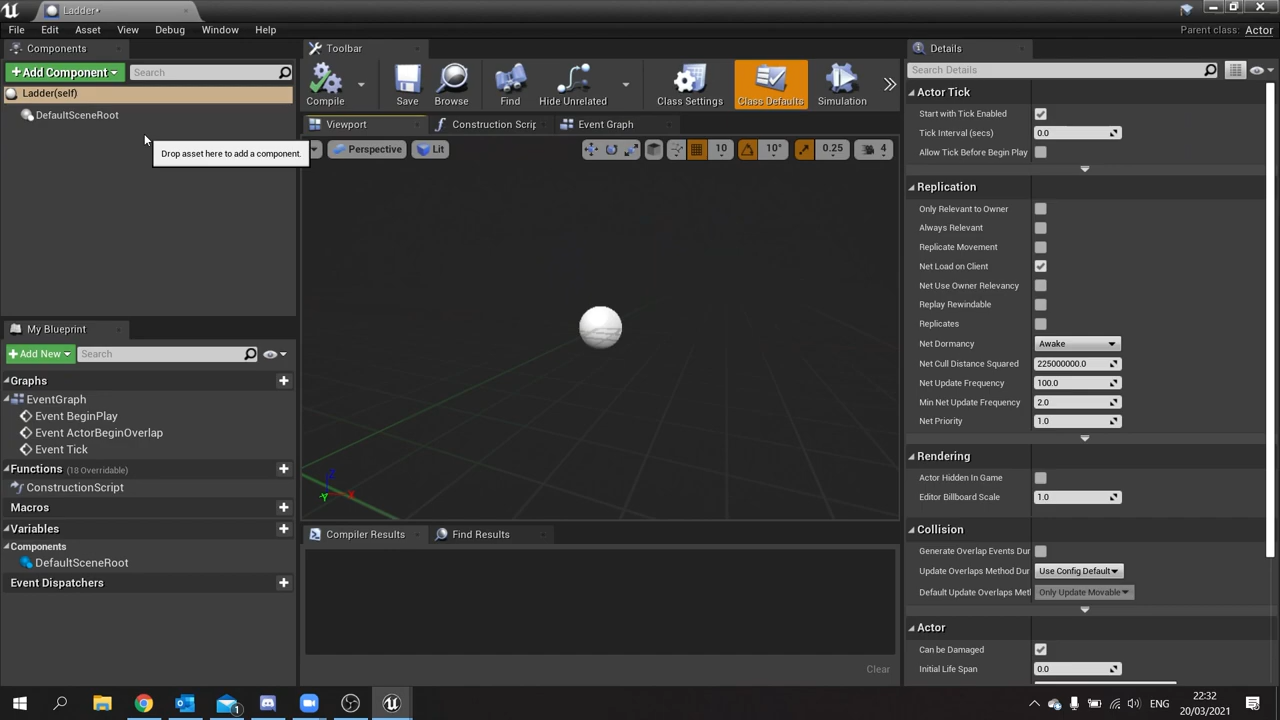 Ladder*
File Edit Asset View Debug Window Help
Parent class: Actor
Components
+Add Component
Search
Ladder(self)
DefaultSceneRoot
Drop asset here to add a component.
Toolbar
Compile
Save
Browse
Find
Hide Unrelated
Class Settings
Class Defaults
Simulation
Viewport
Construction Scrip
Event Graph
Perspective
Lit
10
10°
0.25
4
X
-Y
Z
My Blueprint
+Add New
Search
Graphs
EventGraph
Event BeginPlay
Event ActorBeginOverlap
Event Tick
Functions (18 Overridable)
ConstructionScript
Macros
Variables
Components
DefaultSceneRoot
Event Dispatchers
Compiler Results
Find Results
Clear
Details
Search Details
Actor Tick
Start with Tick Enabled
Tick Interval (secs) 0.0
Allow Tick Before Begin Play
Replication
Only Relevant to Owner
Always Relevant
Replicate Movement
Net Load on Client
Net Use Owner Relevancy
Replay Rewindable
Replicates
Net Dormancy Awake
Net Cull Distance Squared 225000000.0
Net Update Frequency 100.0
Min Net Update Frequency 2.0
Net Priority 1.0
Rendering
Actor Hidden In Game
Editor Billboard Scale 1.0
Collision
Generate Overlap Events Dur
Update Overlaps Method Dur Use Config Default
Default Update Overlaps Met Only Update Movable
Actor
Can be Damaged
Initial Life Span 0.0
1
ENG
22:32
20/03/2021